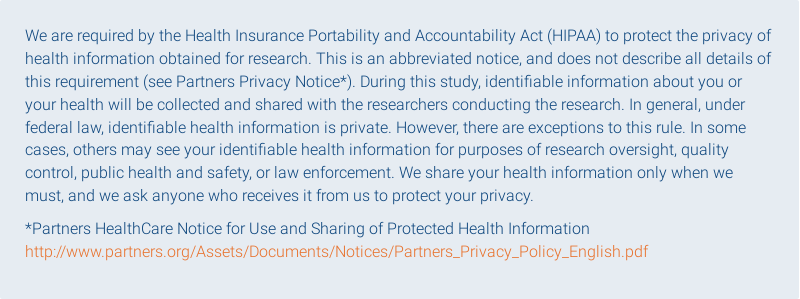 We are required by the Health Insurance Portability and Accountability Act (HIPAA) to protect the privacy of
health information obtained for research. This is an abbreviated notice, and does not describe all details of
this requirement (see Partners Privacy Notice*). During this study, identifiable information about you or
your health will be collected and shared with the researchers conducting the research. In general, under
federal law, identifiable health information is private. However, there are exceptions to this rule. In some
cases, others may see your identifiable health information for purposes of research oversight, quality
control, public health and safety, or law enforcement. We share your health information only when we
must, and we ask anyone who receives it from us to protect your privacy.
*Partners HealthCare Notice for Use and Sharing of Protected Health Information
http://www.partners.org/Assets/Documents/Notices/Partners_Privacy_Policy_English.pdf